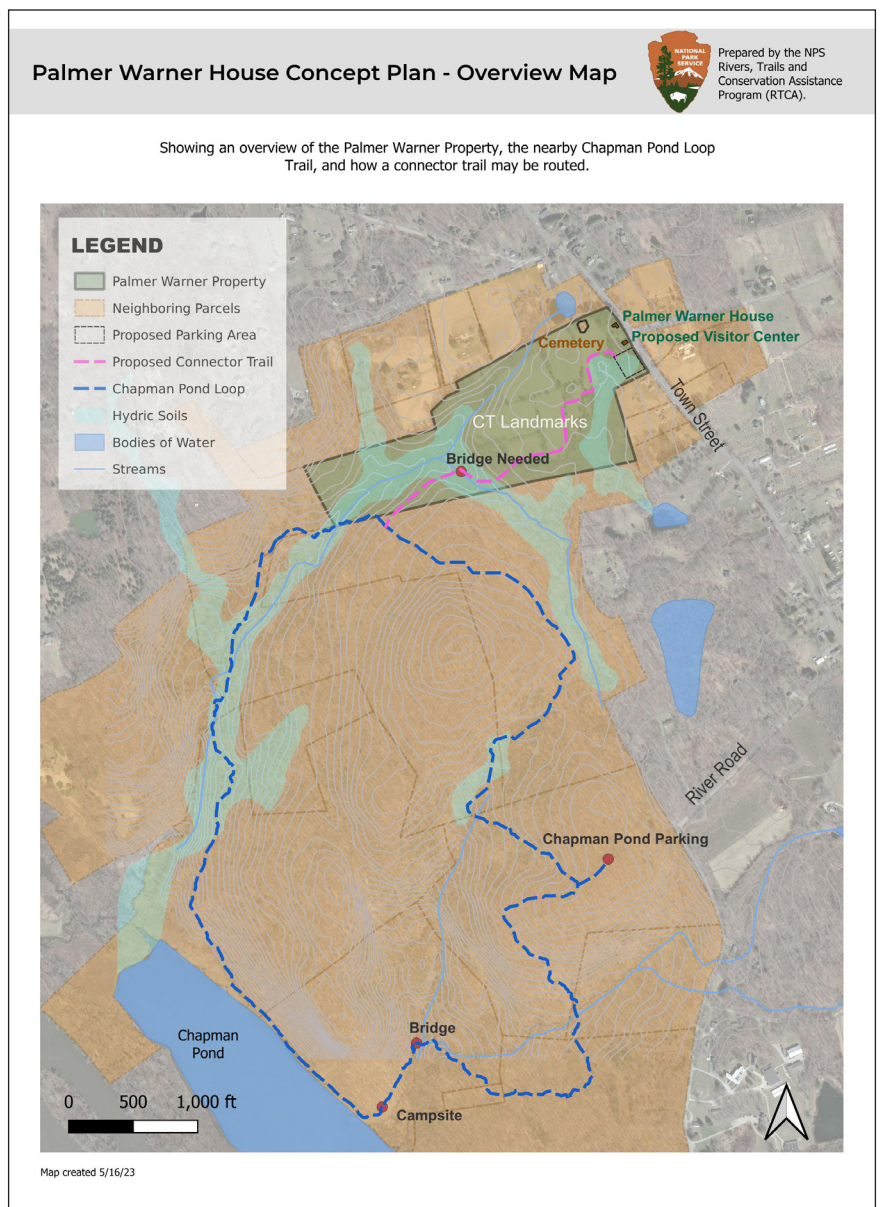 Palmer Warner House Concept Plan - Overview Map
NATIONAL
PARK
SERVICE
Prepared by the NPS
Rivers, Trails and
Conservation Assistance
Program (RTCA).
Showing an overview of the Palmer Warner Property, the nearby Chapman Pond Loop
Trail, and how a connector trail may be routed.
LEGEND
Palmer Warner Property
Neighboring Parcels
Proposed Parking Area
Proposed Connector Trail
Chapman Pond Loop
Hydric Soils
Bodies of Water
Streams
Palmer Warner House
Proposed Visitor Center
Cemetery
Town Street
CT Landmarks
Bridge Needed
River Road
Chapman Pond Parking
Chapman
Pond
Bridge
Campsite
0 500 1,000 ft
Map created 5/16/23